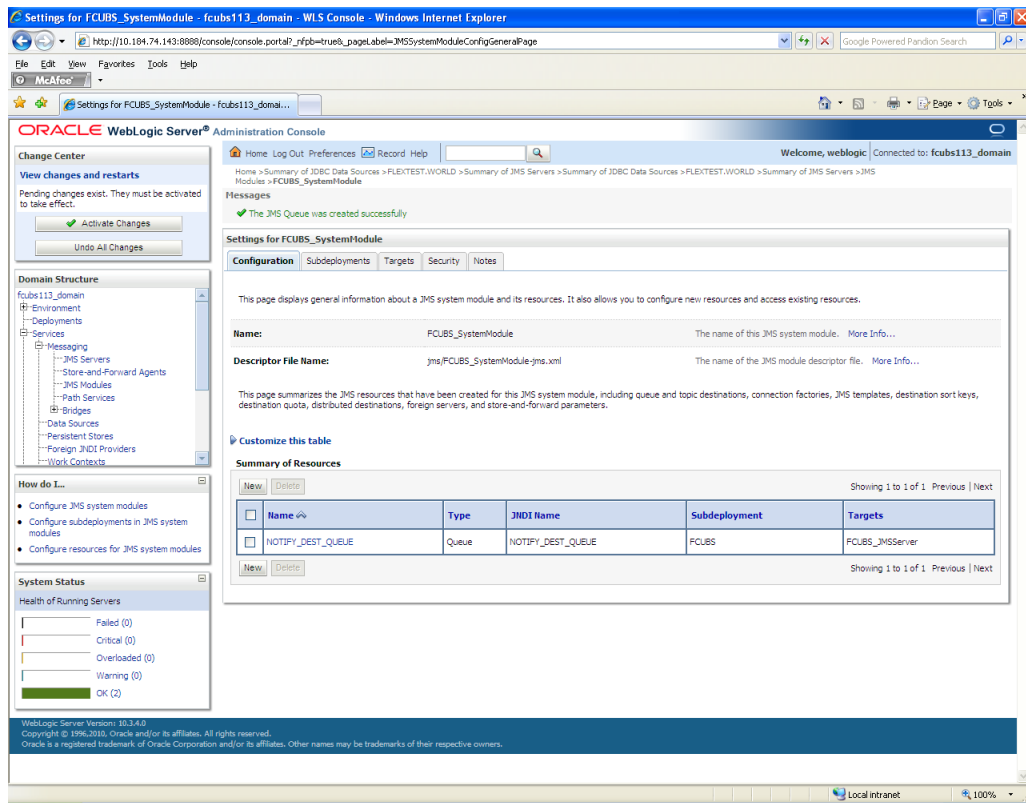 Settings for FCUBS_SystemModule - fcubs113_domain - WLS Console - Windows Internet Explorer
http://10.184.74.143:8888/console/console.portal?_nfpb=true&_pageLabel=JMSSystemModuleConfigGeneralPage
Google Powered Pandion Search
File Edit View Favorites Tools Help
McAfee
Settings for FCUBS_SystemModule - fcubs113_domai...
Page Tools
ORACLE WebLogic Server® Administration Console
Change Center
View changes and restarts
Pending changes exist. They must be activated
to take effect.
Activate Changes
Undo All Changes
Domain Structure
fcubs113_domain
Environment
Deployments
Services
Messaging
JMS Servers
Store-and-Forward Agents
JMS Modules
Path Services
Bridges
Data Sources
Persistent Stores
Foreign JNDI Providers
Work Contexts
How do I...
Configure JMS system modules
Configure subdeployments in JMS system
modules
Configure resources for JMS system modules
System Status
Health of Running Servers
Failed (0)
Critical (0)
Overloaded (0)
Warning (0)
OK (2)
Home Log Out Preferences Record Help
Welcome, weblogic Connected to: fcubs113_domain
Home >Summary of JDBC Data Sources >FLEXTEST.WORLD >Summary of JMS Servers >Summary of JDBC Data Sources >FLEXTEST.WORLD >Summary of JMS Servers >JMS
Modules >FCUBS_SystemModule
Messages
The JMS Queue was created successfully
Settings for FCUBS_SystemModule
Configuration Subdeployments Targets Security Notes
This page displays general information about a JMS system module and its resources. It also allows you to configure new resources and access existing resources.
Name: FCUBS_SystemModule The name of this JMS system module. More Info...
Descriptor File Name: jms/FCUBS_SystemModule-jms.xml The name of the JMS module descriptor file. More Info...
This page summarizes the JMS resources that have been created for this JMS system module, including queue and topic destinations, connection factories, JMS templates, destination sort keys,
destination quota, distributed destinations, foreign servers, and store-and-forward parameters.
Customize this table
Summary of Resources
New Delete Showing 1 to 1 of 1 Previous | Next
Name Type JNDI Name Subdeployment Targets
NOTIFY_DEST_QUEUE Queue NOTIFY_DEST_QUEUE FCUBS FCUBS_JMSServer
New Delete Showing 1 to 1 of 1 Previous | Next
WebLogic Server Version: 10.3.4.0
Copyright © 1996,2010, Oracle and/or its affiliates. All rights reserved.
Oracle is a registered trademark of Oracle Corporation and/or its affiliates. Other names may be trademarks of their respective owners.
Local intranet 100%